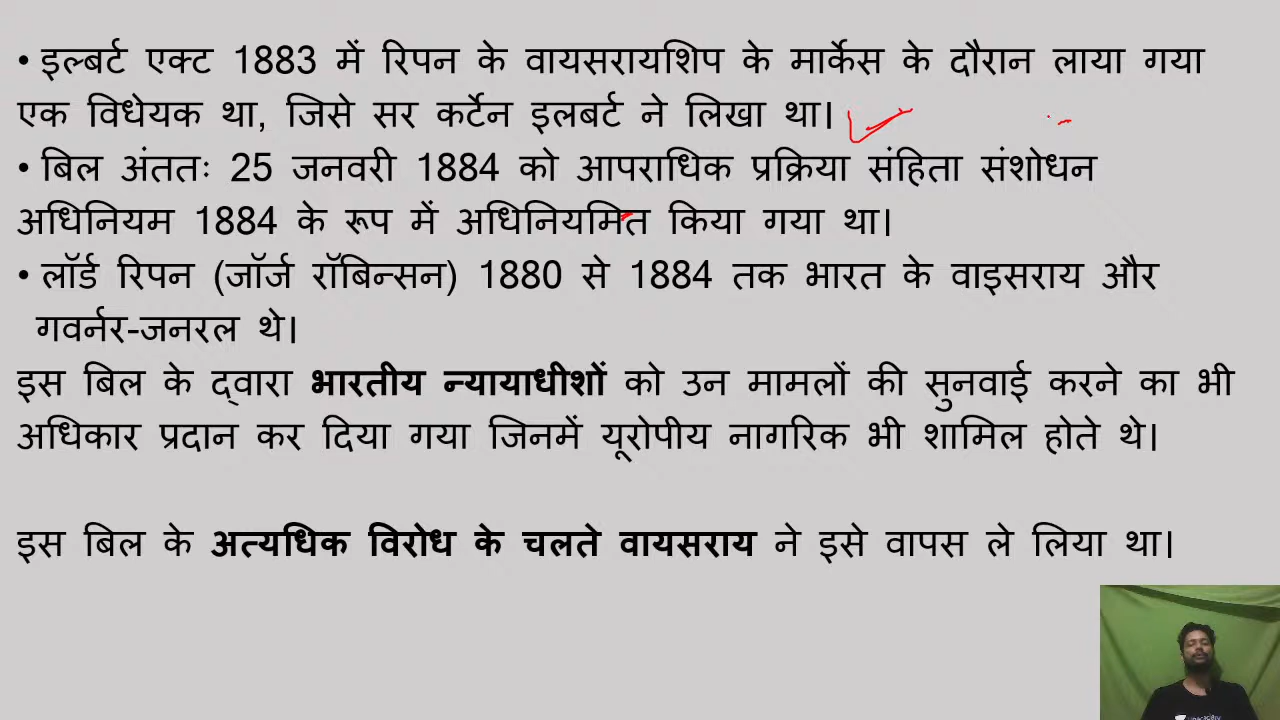 • इल्बर्ट एक्ट 1883 में रिपन के वायसरायशिप के मार्केस के दौरान लाया गया
एक विधेयक था, जिसे सर कर्टेन इलबर्ट ने लिखा था।
• बिल अंततः 25 जनवरी 1884 को आपराधिक प्रक्रिया संहिता संशोधन
अधिनियम 1884 के रूप में अधिनियमित किया गया था।
• लॉर्ड रिपन (जॉर्ज रॉबिन्सन) 1880 से 1884 तक भारत के वाइसराय और
गवर्नर-जनरल थे।
इस बिल के द्वारा भारतीय न्यायाधीशों को उन मामलों की सुनवाई करने का भी
अधिकार प्रदान कर दिया गया जिनमें यूरोपीय नागरिक भी शामिल होते थे।
इस बिल के अत्यधिक विरोध के चलते वायसराय ने इसे वापस ले लिया था।